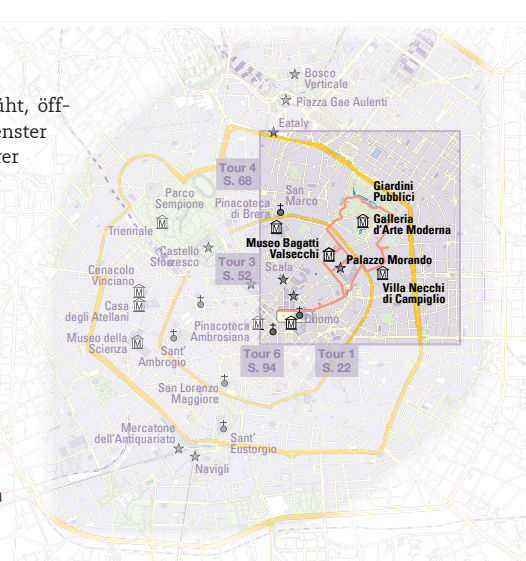 üht, öff-
enster
rer
Bosco
Verticale
Piazza Gae Aulenti
Eataly
Tour 4
S. 68
Giardini
Pubblici
Parco
Sempione
San
Marco
Pinacoteca
di Brera
Galleria
d'Arte Moderna
Triennale
Museo Bagatti
Valsecchi
Castello
Sforzesco
Tour 3
S. 52
Scala
Palazzo Morando
Cenacolo
Vinciano
Villa Necchi
di Campiglio
Casa
degli Atellani
Pinacoteca
Ambrosiana
Duomo
Museo della
Scienza
Sant'
Ambrogio
Tour 6
S. 94
Tour 1
S. 22
San Lorenzo
Maggiore
Mercatone
dell'Antiquariato
Sant'
Eustorgio
Navigli